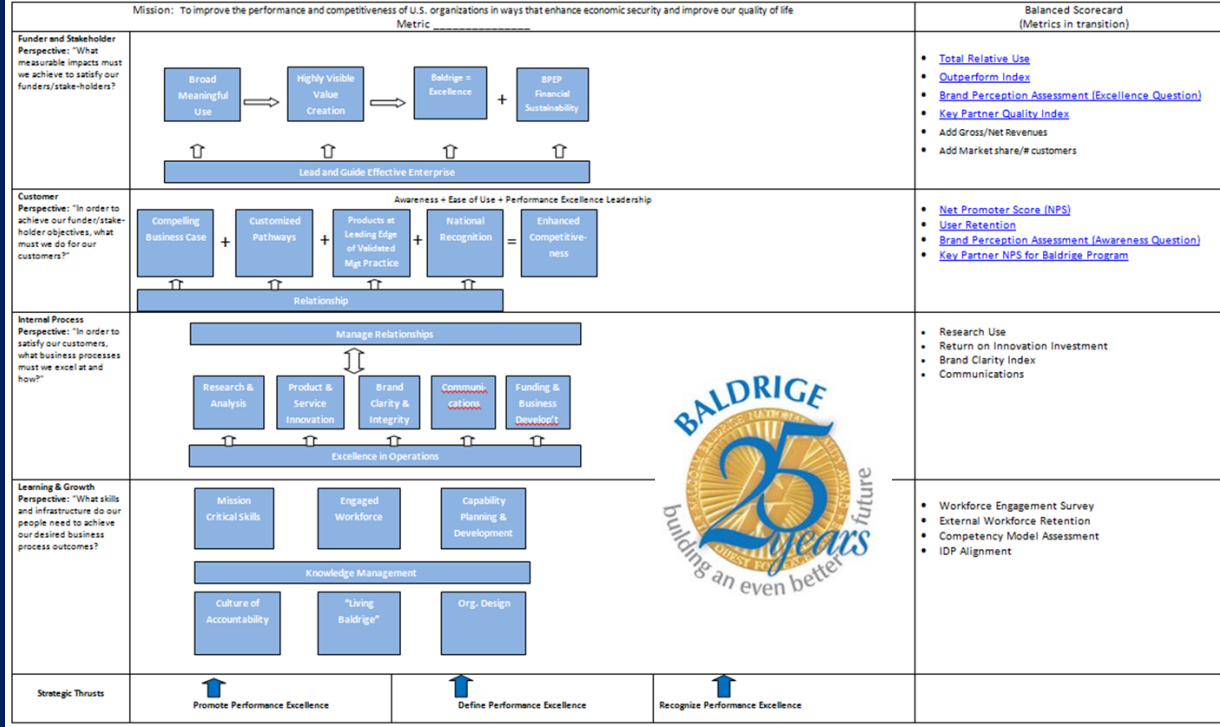 Mission: To improve the performance and competitiveness of U.S. organizations in ways that enhance economic security and improve our quality of life
Metric _______________
Balanced Scorecard
(Metrics in transition)
Funder and Stakeholder
Perspective: "What
measurable impacts must
we achieve to satisfy our
funders/stake-holders?
Broad
Meaningful
Use
Highly Visible
Value
Creation
Baldrige =
Excellence
+
BPEP
Financial
Sustainability
Lead and Guide Effective Enterprise
• Total Relative Use
• Outperform Index
• Brand Perception Assessment (Excellence Question)
• Key Partner Quality Index
• Add Gross/Net Revenues
• Add Market share/# customers
Customer
Perspective: "In order to
achieve our funder/stake-
holder objectives, what
must we do for our
customers?"
Awareness + Ease of Use + Performance Excellence Leadership
Compelling
Business Case
+
Customized
Pathways
+
Products at
Leading Edge
of Validated
Mgt Practice
+
National
Recognition
=
Enhanced
Competitive-
ness
Relationship
• Net Promoter Score (NPS)
• User Retention
• Brand Perception Assessment (Awareness Question)
• Key Partner NPS for Baldrige Program
Internal Process
Perspective: "In order to
satisfy our customers,
what business processes
must we excel at and
how?"
Manage Relationships
Research &
Analysis
Product &
Service
Innovation
Brand
Clarity &
Integrity
Communi-
cations
Funding &
Business
Develop't
Excellence in Operations
• Research Use
• Return on Innovation Investment
• Brand Clarity Index
• Communications
BALDRIGE
25
years
building an even better future
Learning & Growth
Perspective: "What skills
and infrastructure do our
people need to achieve
our desired business
process outcomes?
Mission
Critical Skills
Engaged
Workforce
Capability
Planning &
Development
Knowledge Management
Culture of
Accountability
"Living
Baldrige"
Org. Design
• Workforce Engagement Survey
• External Workforce Retention
• Competency Model Assessment
• IDP Alignment
Strategic Thrusts
Promote Performance Excellence
Define Performance Excellence
Recognize Performance Excellence